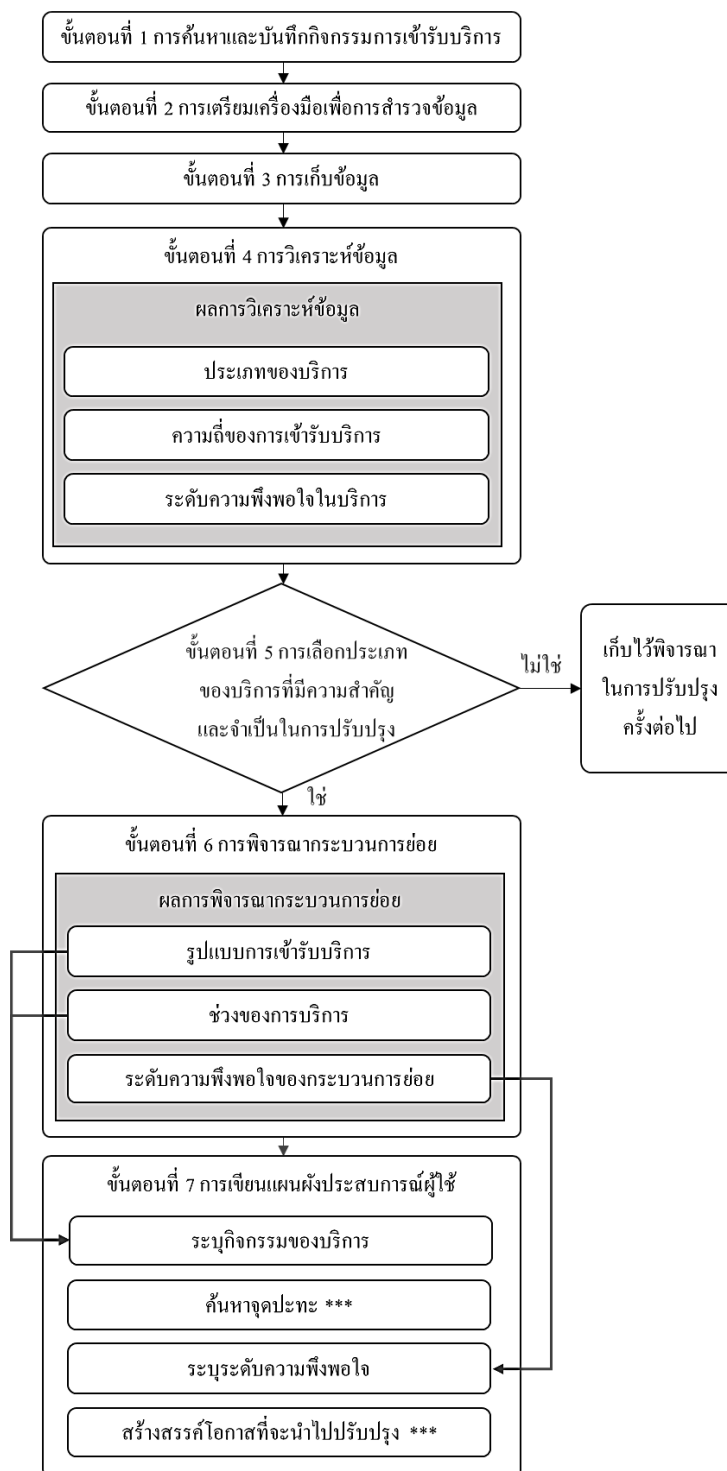 ขั้นตอนที่ 1 การค้นหาและบันทึกกิจกรรมการเข้ารับบริการ
ขั้นตอนที่ 2 การเตรียมเครื่องมือเพื่อการสำรวจข้อมูล
ขั้นตอนที่ 3 การเก็บข้อมูล
ขั้นตอนที่ 4 การวิเคราะห์ข้อมูล
ผลการวิเคราะห์ข้อมูล
ประเภทของบริการ
ความถี่ของการเข้ารับบริการ
ระดับความพึงพอใจในบริการ
ขั้นตอนที่ 5 การเลือกประเภท
ของบริการที่มีความสำคัญ
และจำเป็นในการปรับปรุง
ไม่ใช่
เก็บไว้พิจารณา
ในการปรับปรุง
ครั้งต่อไป
ใช่
ขั้นตอนที่ 6 การพิจารณากระบวนการย่อย
ผลการพิจารณากระบวนการย่อย
รูปแบบการเข้ารับบริการ
ช่วงของการบริการ
ระดับความพึงพอใจของกระบวนการย่อย
ขั้นตอนที่ 7 การเขียนแผนผังประสบการณ์ผู้ใช้
ระบุกิจกรรมของบริการ
ค้นหาจุดปะทะ ***
ระบุระดับความพึงพอใจ
สร้างสรรค์โอกาสที่จะนำไปปรับปรุง ***